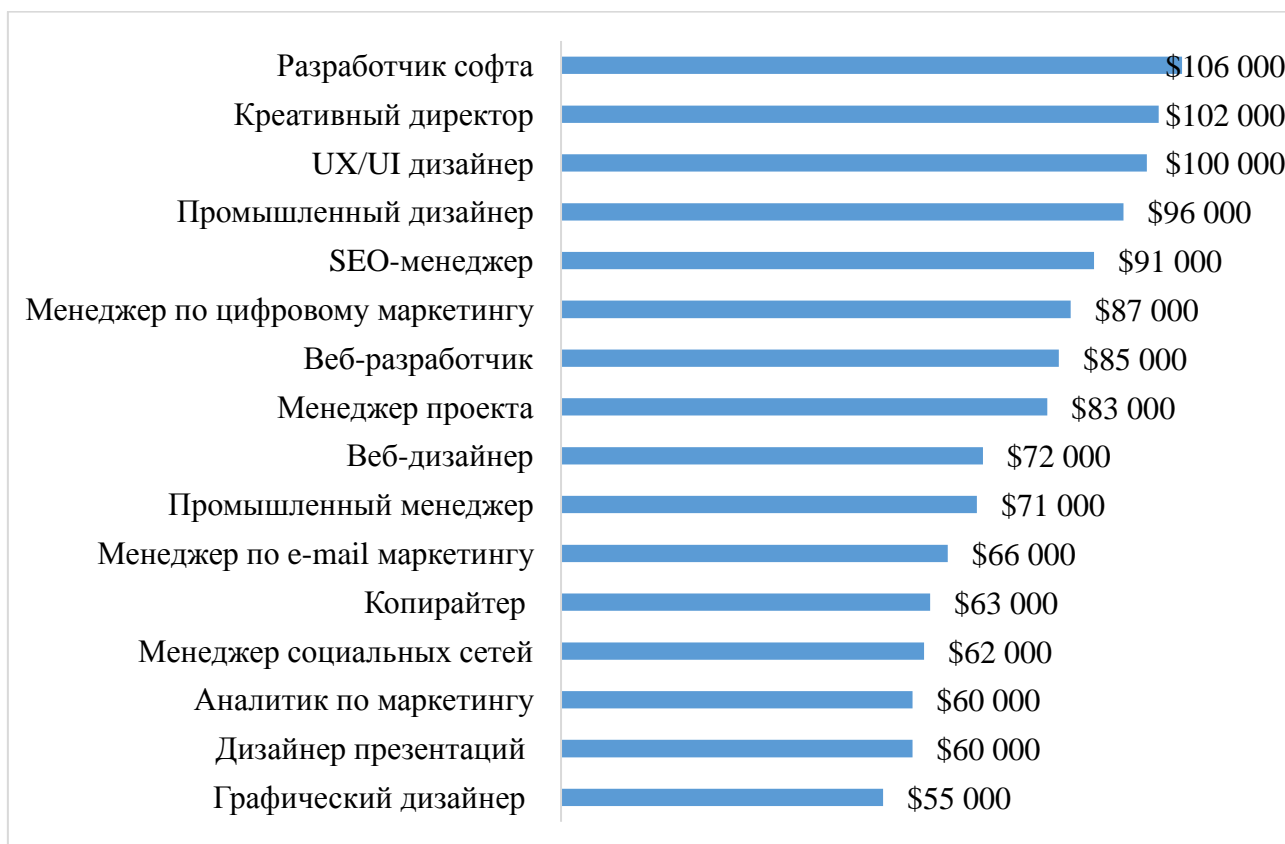 Разработчик софта $106 000
Креативный директор $102 000
UX/UI дизайнер $100 000
Промышленный дизайнер $96 000
SEO-менеджер $91 000
Менеджер по цифровому маркетингу $87 000
Веб-разработчик $85 000
Менеджер проекта $83 000
Веб-дизайнер $72 000
Промышленный менеджер $71 000
Менеджер по e-mail маркетингу $66 000
Копирайтер $63 000
Менеджер социальных сетей $62 000
Аналитик по маркетингу $60 000
Дизайнер презентаций $60 000
Графический дизайнер $55 000